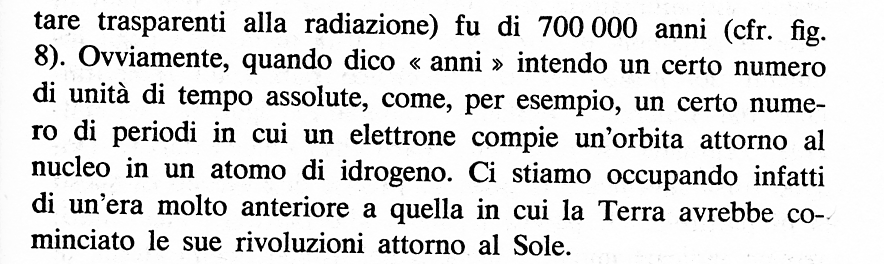 tare trasparenti alla radiazione) fu di 700 000 anni (cfr. fig.
8). Ovviamente, quando dico « anni » intendo un certo numero
di unità di tempo assolute, come, per esempio, un certo nume-
ro di periodi in cui un elettrone compie un'orbita attorno al
nucleo in un atomo di idrogeno. Ci stiamo occupando infatti
di un'era molto anteriore a quella in cui la Terra avrebbe co-
minciato le sue rivoluzioni attorno al Sole.